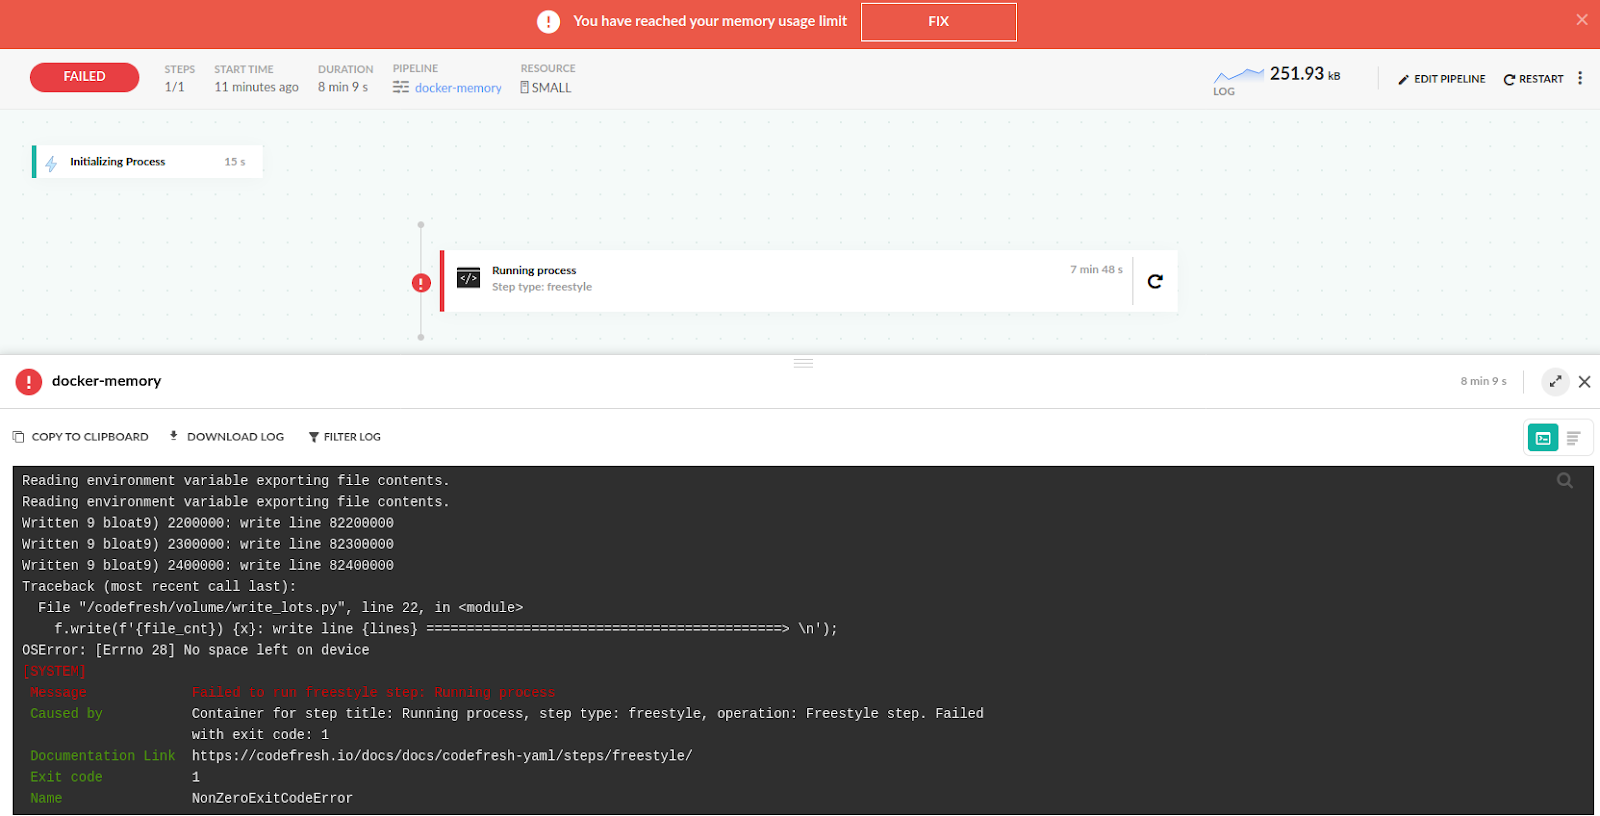 You have reached your memory usage limit
FIX
FAILED
STEPS
1/1
START TIME
11 minutes ago
DURATION
8 min 9 s
PIPELINE
docker-memory
RESOURCE
SMALL
LOG
251.93 kB
EDIT PIPELINE
RESTART
Initializing Process 15 s
Running process
Step type: freestyle
7 min 48 s
docker-memory
8 min 9 s
COPY TO CLIPBOARD
DOWNLOAD LOG
FILTER LOG
Reading environment variable exporting file contents.
Reading environment variable exporting file contents.
Written 9 bloat9) 2200000: write line 82200000
Written 9 bloat9) 2300000: write line 82300000
Written 9 bloat9) 2400000: write line 82400000
Traceback (most recent call last):
File "/codefresh/volume/write_lots.py", line 22, in <module>
f.write(f'{file_cnt}) {x}: write line {lines} ============================================> \n');
OSError: [Errno 28] No space left on device
[SYSTEM]
Message Failed to run freestyle step: Running process
Caused by Container for step title: Running process, step type: freestyle, operation: Freestyle step. Failed
with exit code: 1
Documentation Link https://codefresh.io/docs/docs/codefresh-yaml/steps/freestyle/
Exit code 1
Name NonZeroExitCodeError